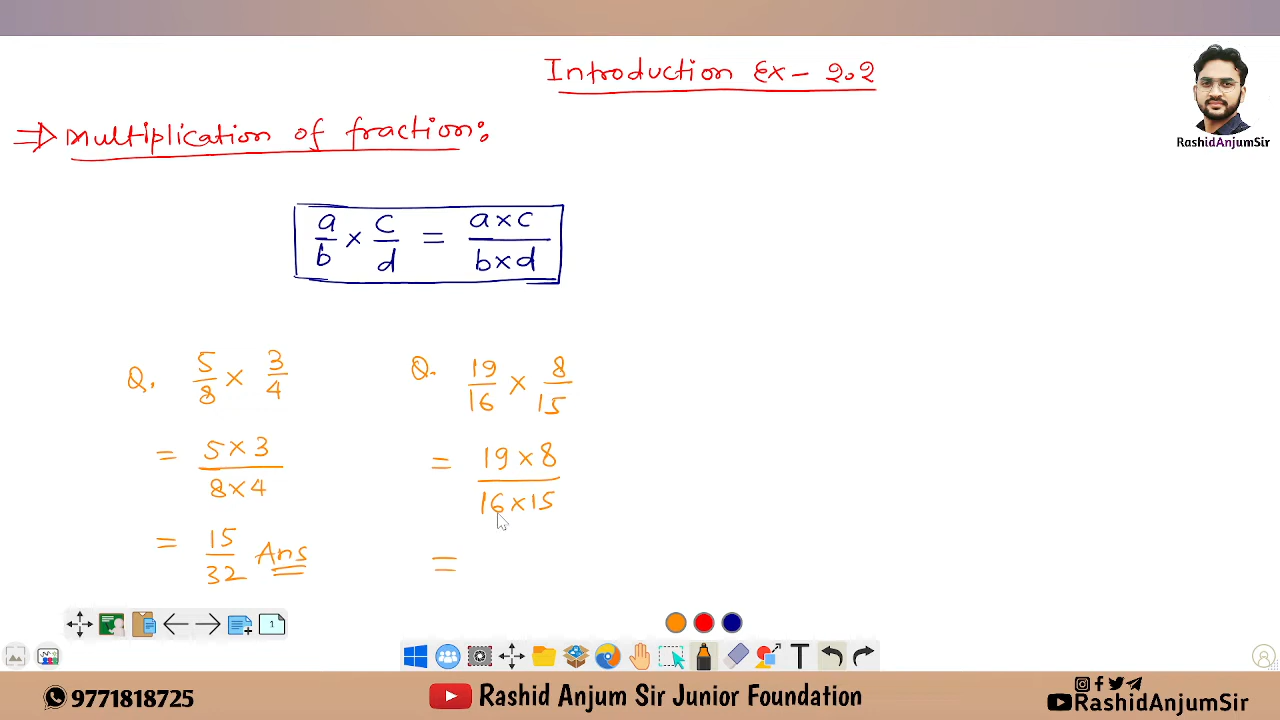 Introduction Ex - 2.2
RashidAnjumSir
⇒ Multiplication of fraction:
a/b × c/d = a×c/b×d
Q. 5/8 × 3/4
= 5×3/8×4
= 15/32 Ans
Q. 19/16 × 8/15
= 19×8/16×15
=
1
T
9771818725
Rashid Anjum Sir Junior Foundation
RashidAnjumSir